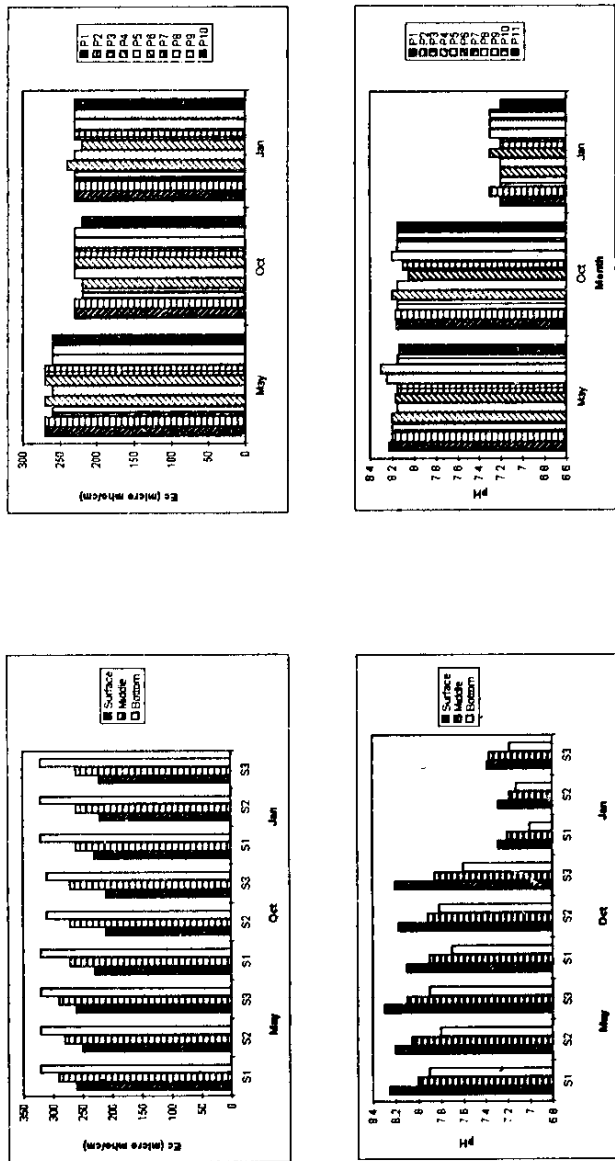 Ec (micro mho/cm)
350
300
250
200
150
100
50
0
S1 S2 S3 S1 S2 S3 S1 S2 S3
May Oct Jan
Surface
Middle
Bottom
Ec (micro mho/cm)
300
250
200
150
100
50
0
May Oct Jan
P1
P2
P3
P4
P5
P6
P7
P8
P9
P10
pH
8.4
8.2
8
7.8
7.6
7.4
7.2
7
6.8
S1 S2 S3 S1 S2 S3 S1 S2 S3
May Oct Jan
Surface
Middle
Bottom
pH
8.4
8.2
8
7.8
7.6
7.4
7.2
7
6.8
6.6
May Oct Jan
Month
P1
P2
P3
P4
P5
P6
P7
P8
P9
P10
P11